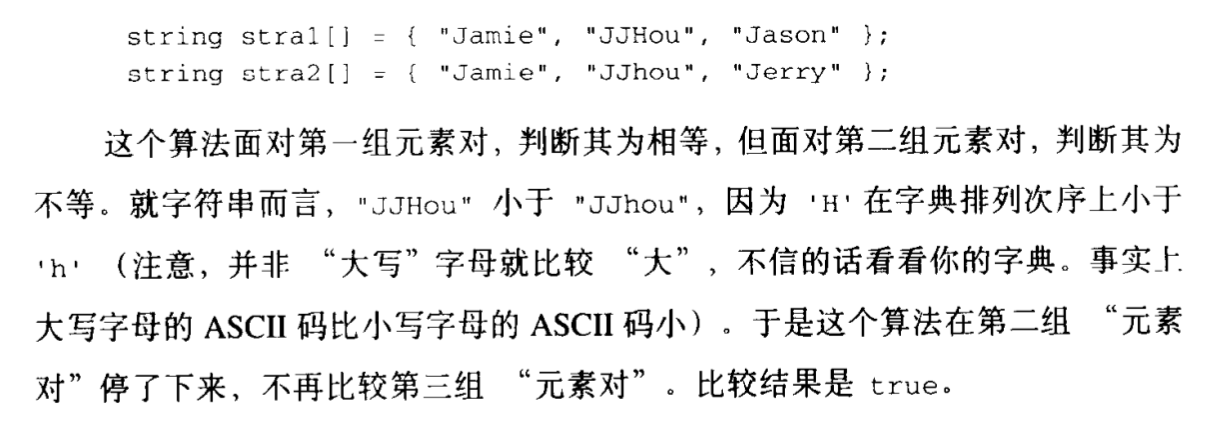 string stra1[] = { "Jamie", "JJHou", "Jason" };
string stra2[] = { "Jamie", "JJhou", "Jerry" };
这个算法面对第一组元素对，判断其为相等，但面对第二组元素对，判断其为
不等。就字符串而言，"JJHou" 小于 "JJhou"，因为 'H' 在字典排列次序上小于
'h' （注意，并非 “大写”字母就比较 “大”，不信的话看看你的字典。事实上
大写字母的 ASCII 码比小写字母的 ASCII 码小）。于是这个算法在第二组 “元素
对”停了下来，不再比较第三组 “元素对”。比较结果是 true。